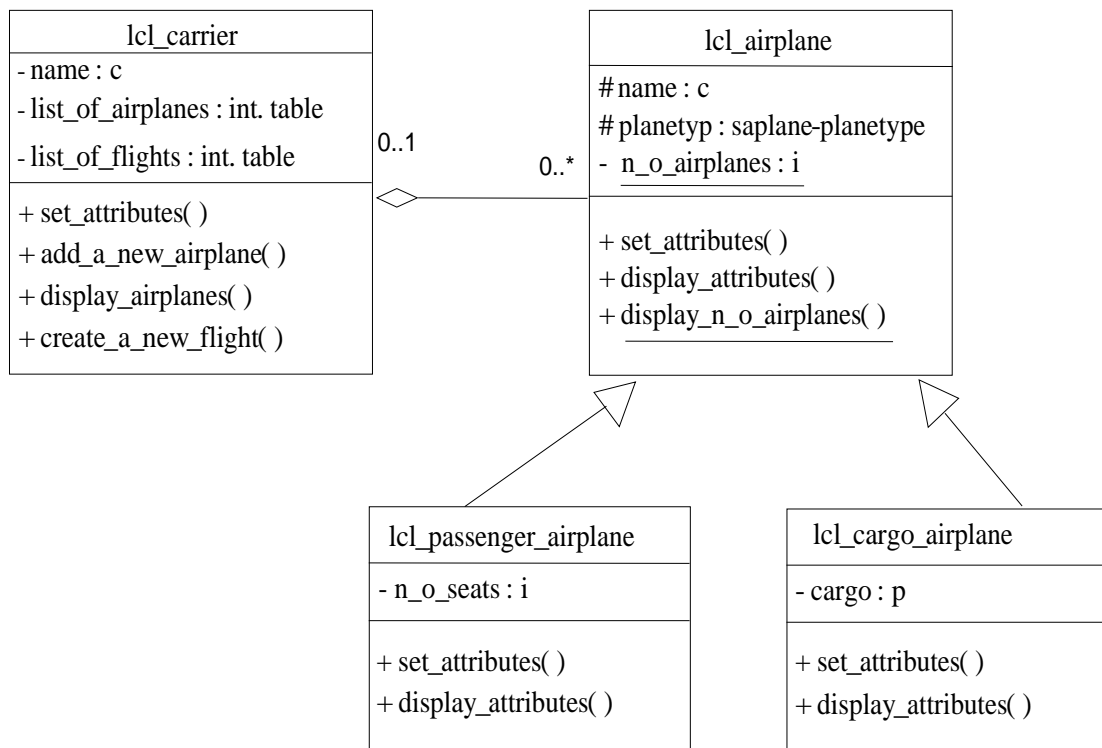 lcl_carrier
- name : c
- list_of_airplanes : int. table
- list_of_flights : int. table
+ set_attributes( )
+ add_a_new_airplane( )
+ display_airplanes( )
+ create_a_new_flight( )
0..1
0..*
lcl_airplane
# name : c
# planetyp : saplane-planetype
- n_o_airplanes : i
+ set_attributes( )
+ display_attributes( )
+ display_n_o_airplanes( )
lcl_passenger_airplane
- n_o_seats : i
+ set_attributes( )
+ display_attributes( )
lcl_cargo_airplane
- cargo : p
+ set_attributes( )
+ display_attributes( )